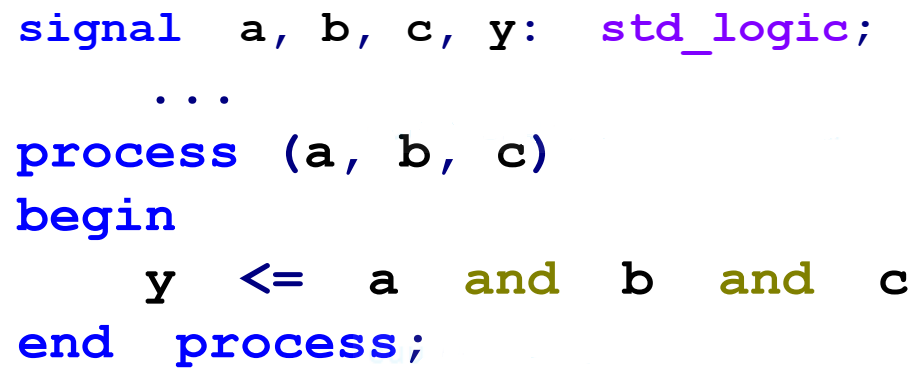 signal a, b, c, y: std_logic;
...
process (a, b, c)
begin
y <= a and b and c
end process;